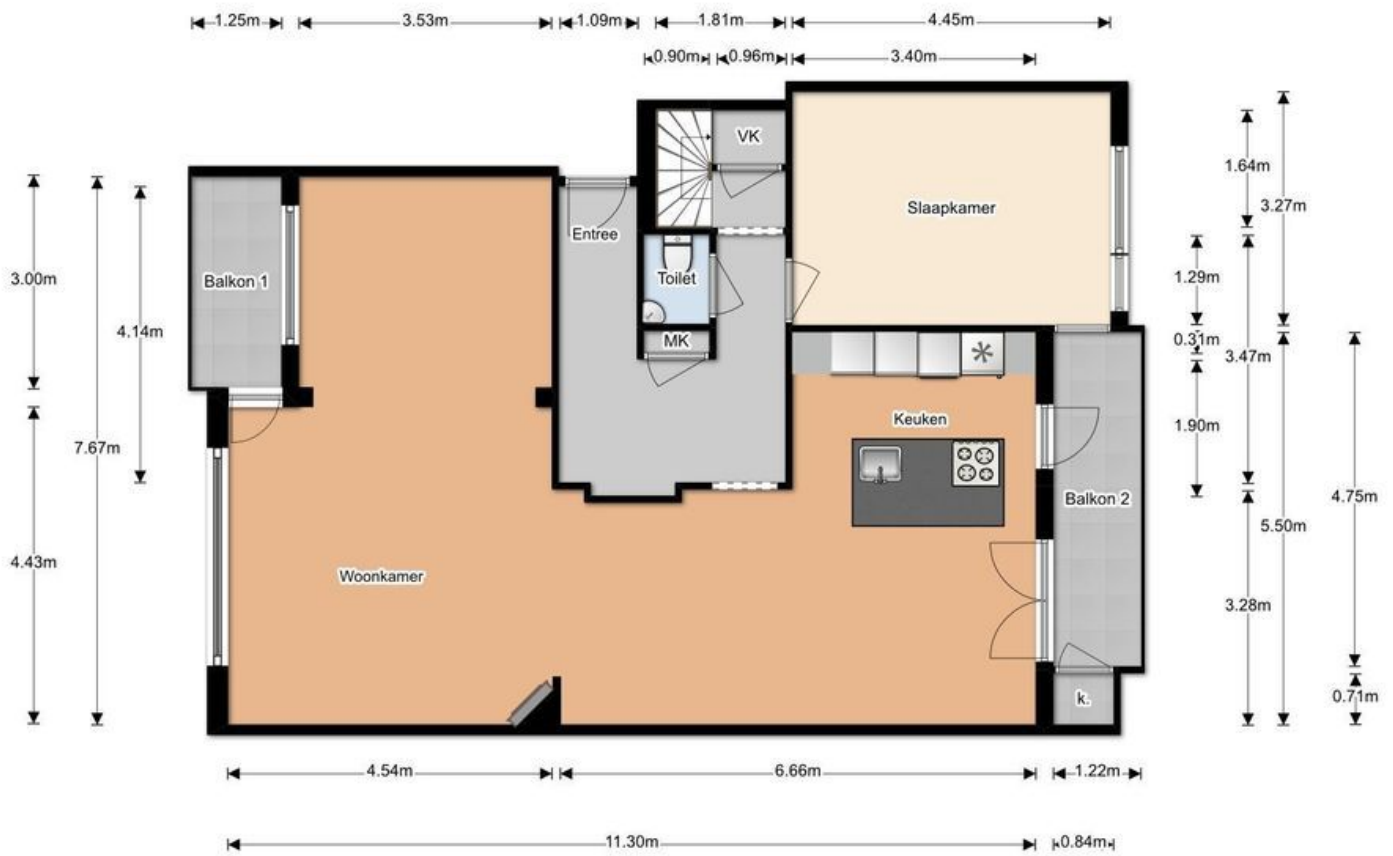 1.25m 3.53m 1.09m 1.81m 4.45m
0.90m 0.96m 3.40m
VK
1.64m
3.27m
Slaapkamer
Entree
Balkon 1
Toilet
3.00m
1.29m
4.14m
MK
0.31m
3.47m
Keuken
1.90m
7.67m
Balkon 2
4.75m
5.50m
4.43m
Woonkamer
3.28m
k.
0.71m
4.54m 6.66m 1.22m
11.30m 0.84m